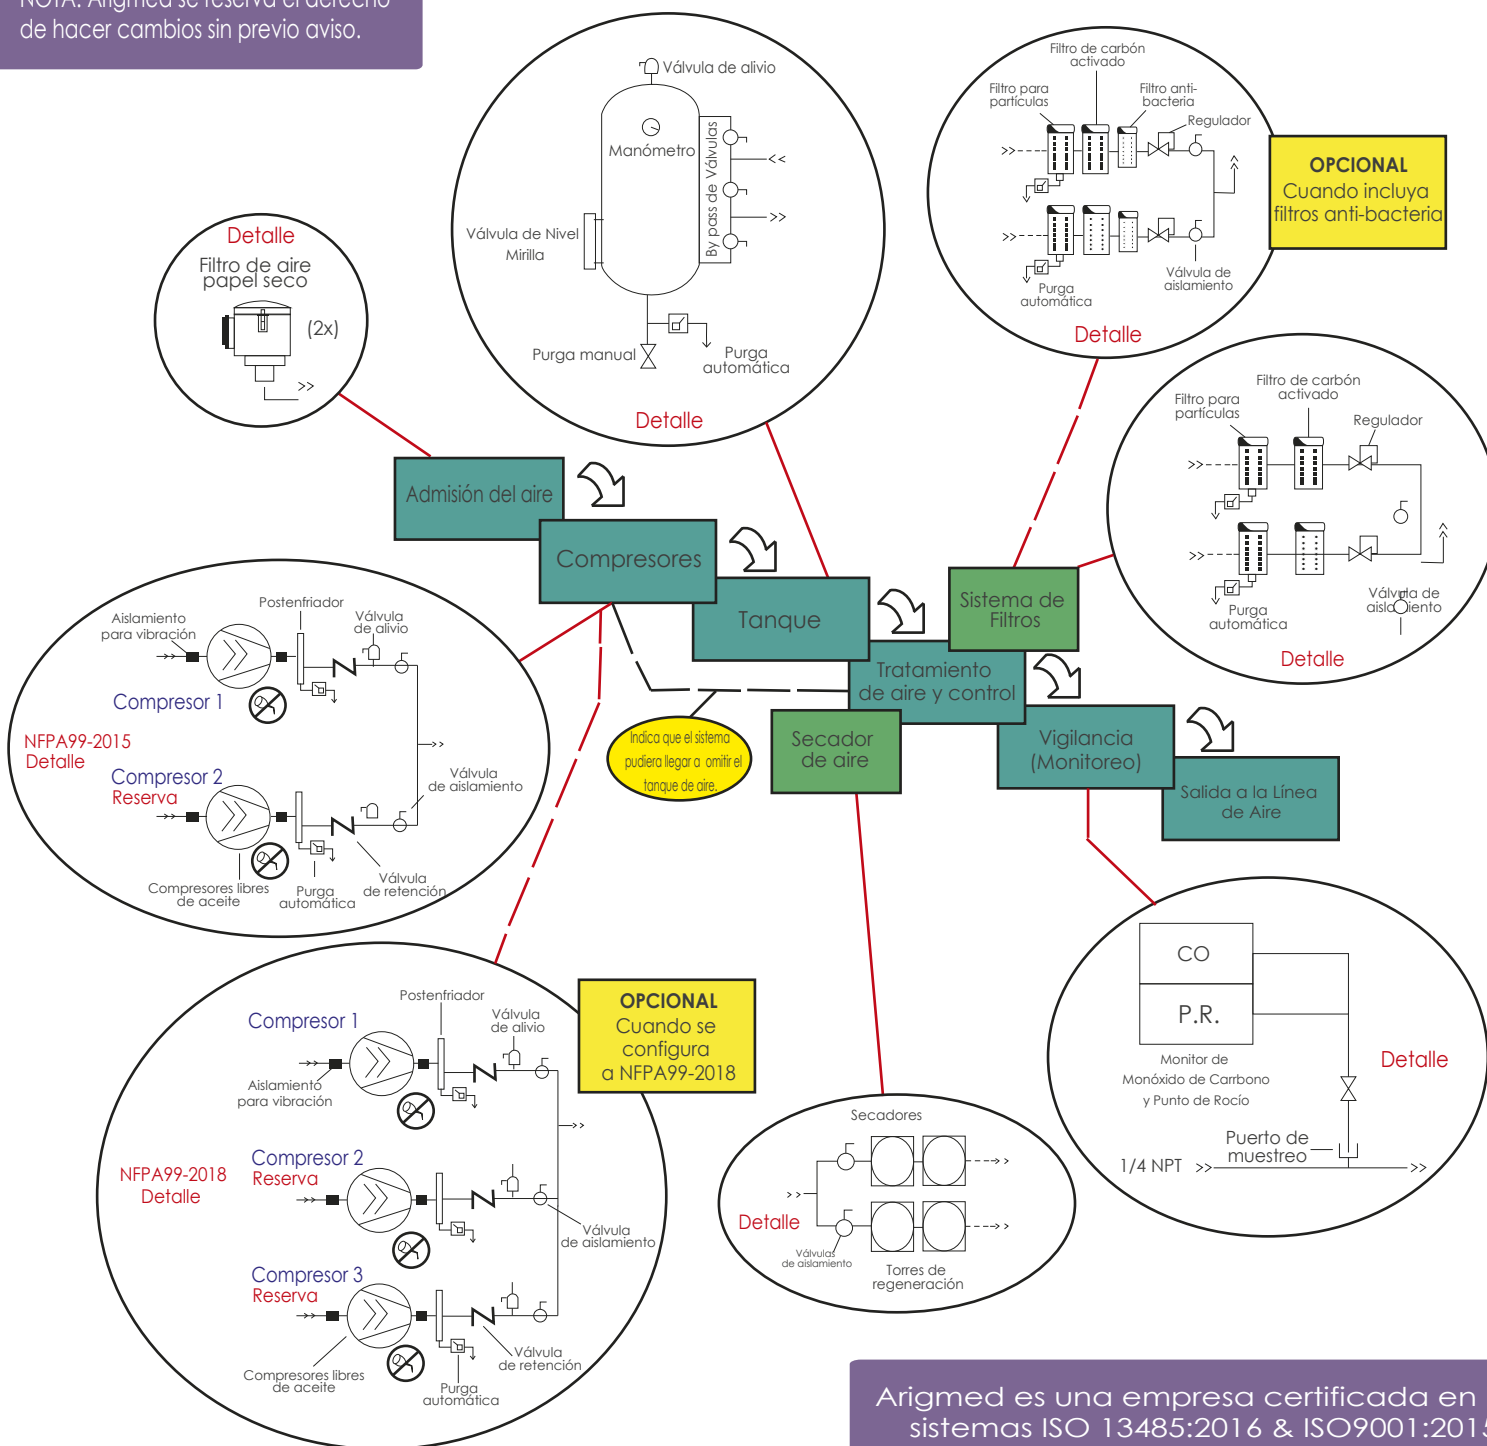 NOTA: Arigmed se reserva el derecho
de hacer cambios sin previo aviso.
Válvula de alivio
Manómetro
By pass de Válvulas
<<
>>
Válvula de Nivel
Mirilla
Purga manual
Purga
automática
Detalle
Filtro de carbón
activado
Filtro para
partículas
Filtro anti-
bacteria
Regulador
>>
>>
Purga
automática
Válvula de
aislamiento
Detalle
OPCIONAL
Cuando incluya
filtros anti-bacteria
Detalle
Filtro de aire
papel seco
(2x)
>>
Filtro de carbón
activado
Filtro para
partículas
Regulador
>>
>>
Purga
automática
Válvula de
aislamiento
Detalle
Admisión del aire
Compresores
Tanque
Sistema de
Filtros
Tratamiento
de aire y control
Secador
de aire
Vigilancia
(Monitoreo)
Salida a la Línea
de Aire
Indica que el sistema
pudiera llegar a omitir el
tanque de aire.
Aislamiento
para vibración
Postenfriador
Válvula
de alivio
Compresor 1
NFPA99-2015
Detalle
Compresor 2
Reserva
Válvula
de aislamiento
Compresores libres
de aceite
Purga
automática
Válvula
de retención
OPCIONAL
Cuando se
configura
a NFPA99-2018
Postenfriador
Válvula
de alivio
Compresor 1
Aislamiento
para vibración
NFPA99-2018
Detalle
Compresor 2
Reserva
Válvula
de aislamiento
Compresor 3
Reserva
Compresores libres
de aceite
Purga
automática
Válvula
de retención
Secadores
Detalle
Válvulas
de aislamiento
Torres de
regeneración
CO
P.R.
Monitor de
Monóxido de Carrbono
y Punto de Rocío
Detalle
Puerto de
muestreo
1/4 NPT >> >>
Arigmed es una empresa certificada en
sistemas ISO 13485:2016 & ISO9001:2015